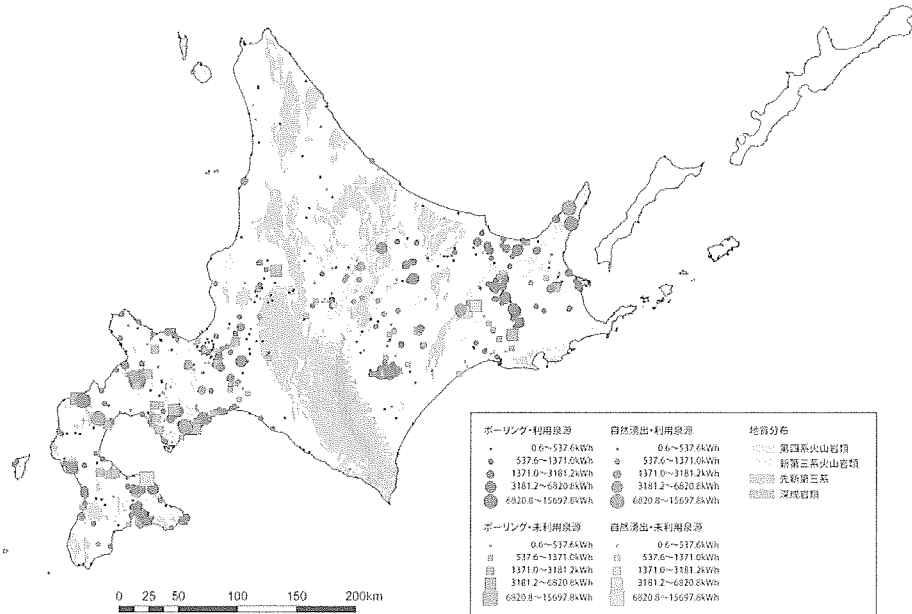 ボーリング・利用泉源
0.6～537.6kWh
537.6～1371.0kWh
1371.0～3181.2kWh
3181.2～6820.8kWh
6820.8～15697.8kWh
自然湧出・利用泉源
0.6～537.6kWh
537.6～1371.0kWh
1371.0～3181.2kWh
3181.2～6820.8kWh
6820.8～15697.8kWh
地質分布
第四系火山岩類
新第三系火山岩類
先新第三系
深成岩類
ボーリング・未利用泉源
0.6～537.6kWh
537.6～1371.0kWh
1371.0～3181.2kWh
3181.2～6820.8kWh
6820.8～15697.8kWh
自然湧出・未利用泉源
0.6～537.6kWh
537.6～1371.0kWh
1371.0～3181.2kWh
3181.2～6820.8kWh
6820.8～15697.8kWh
0 25 50 100 150 200km